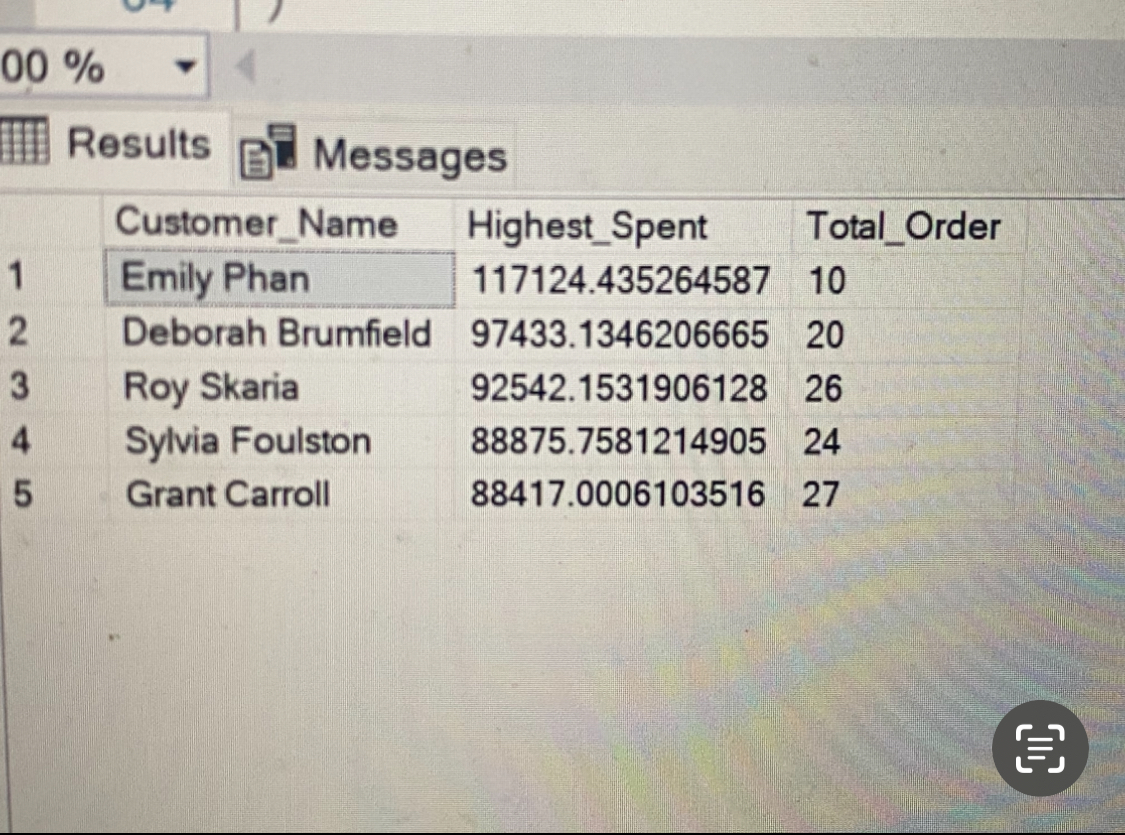 00 %
Results Messages
Customer_Name Highest_Spent Total_Order
1 Emily Phan 117124.435264587 10
2 Deborah Brumfield 97433.1346206665 20
3 Roy Skaria 92542.1531906128 26
4 Sylvia Foulston 88875.7581214905 24
5 Grant Carroll 88417.0006103516 27